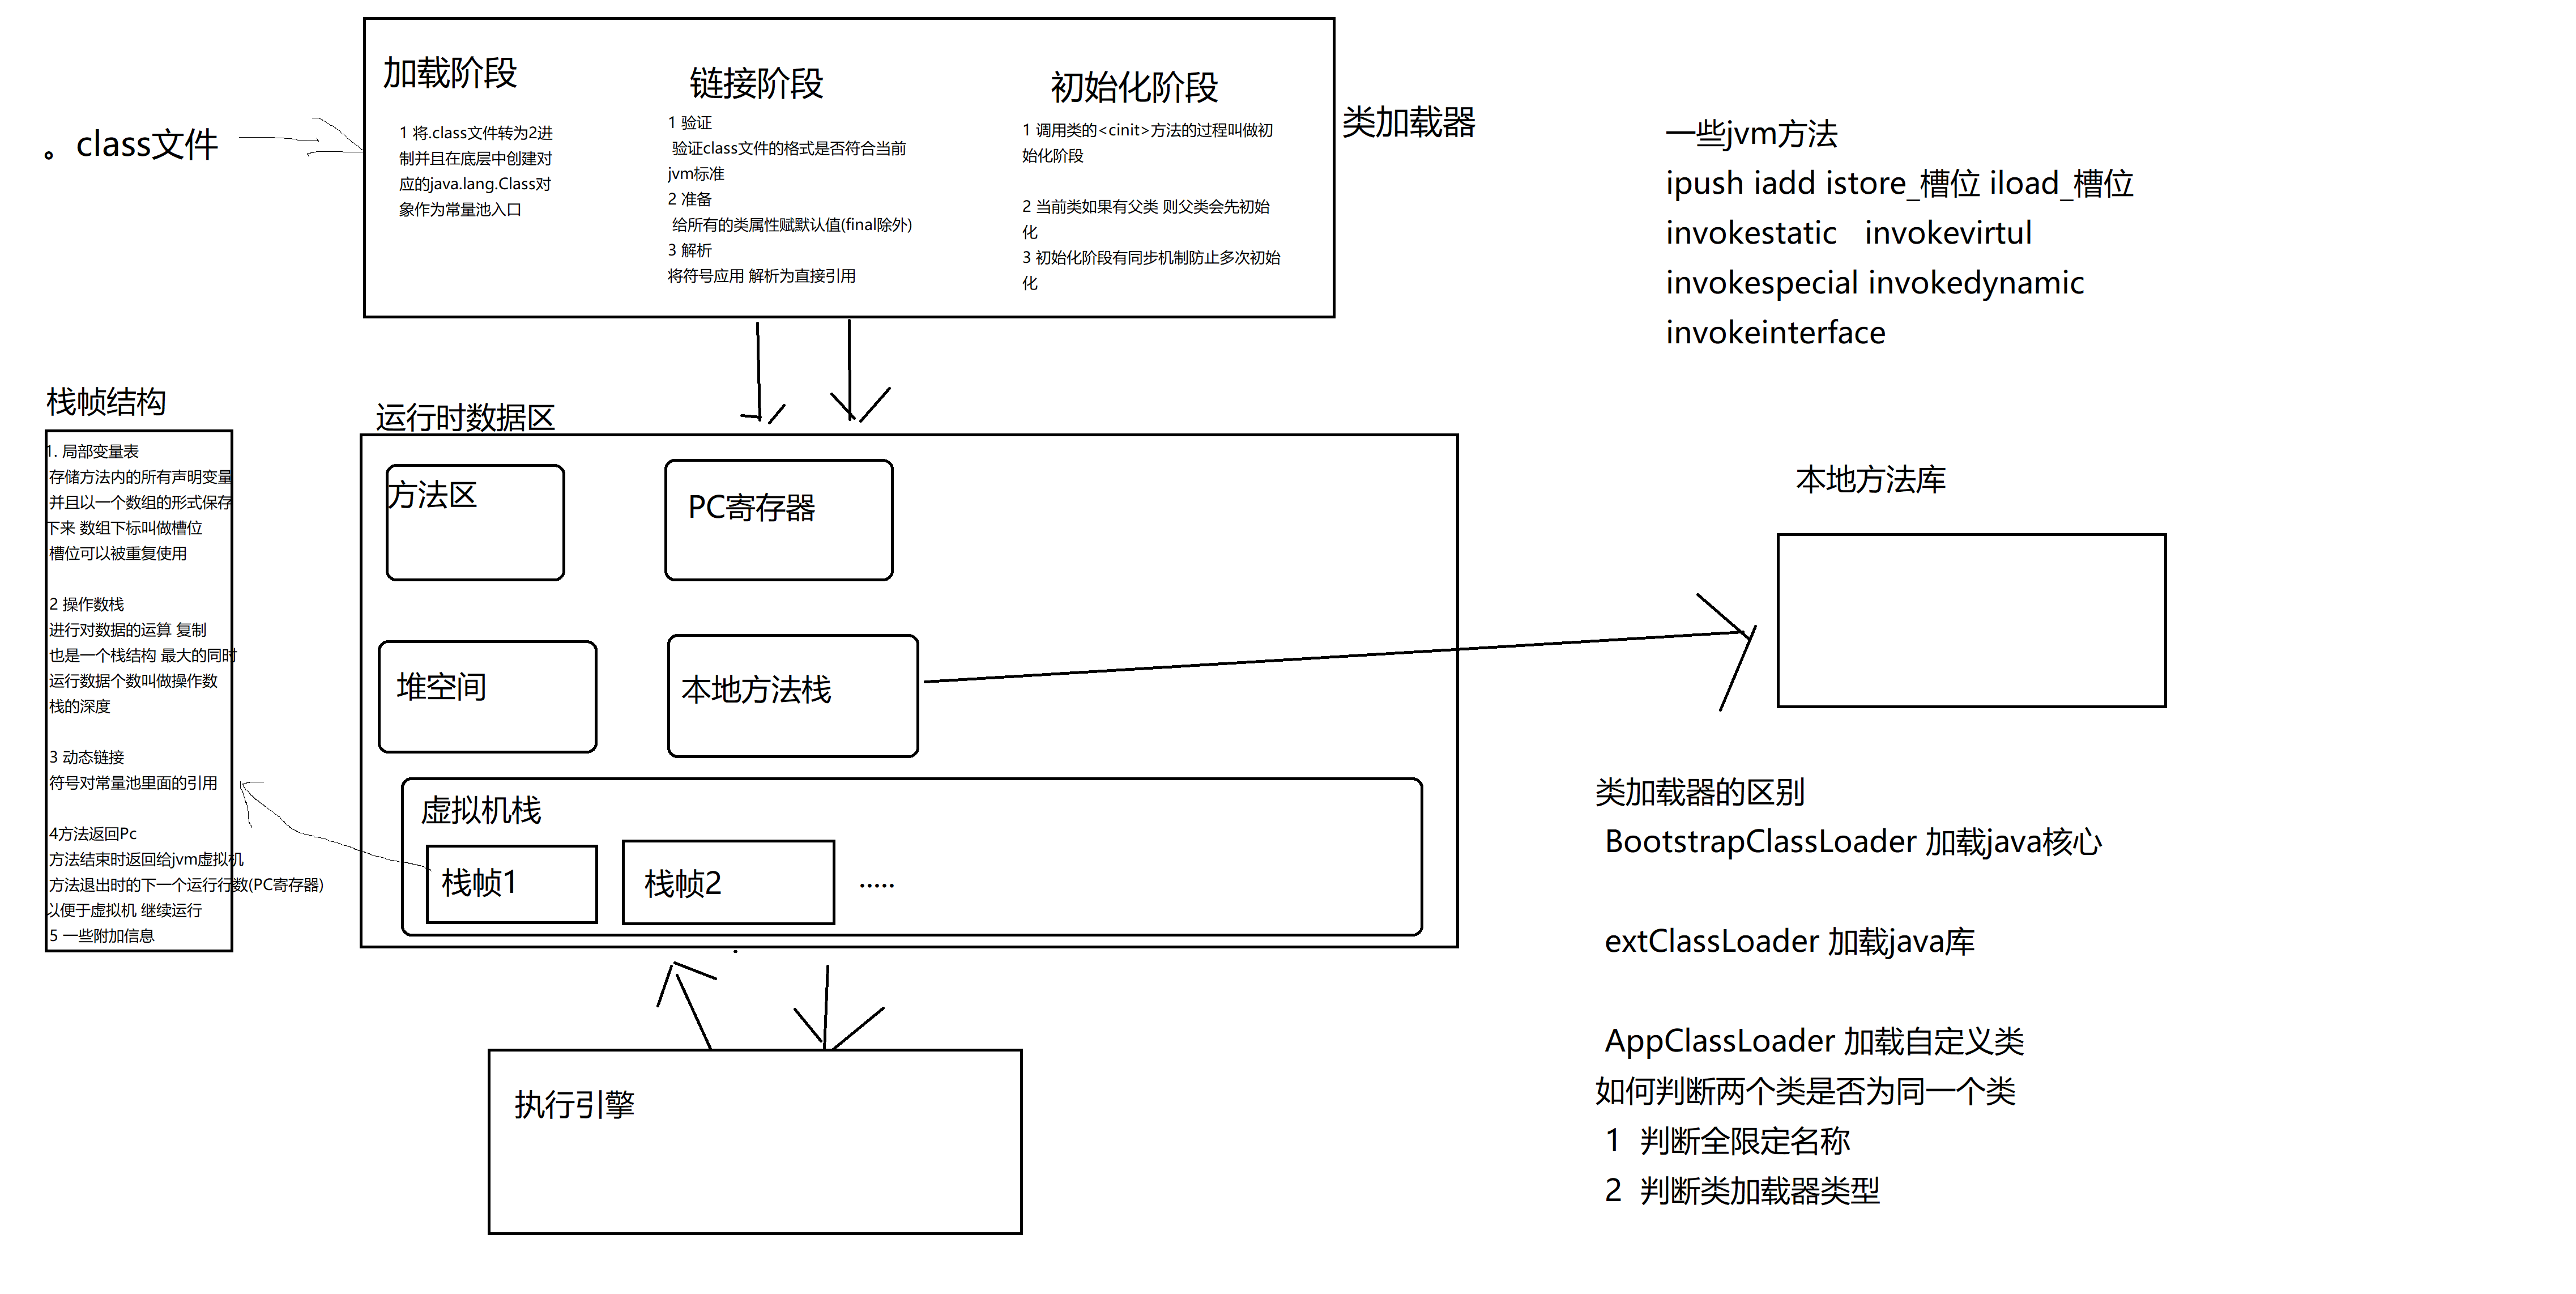 。class文件
加载阶段
1 将.class文件转为2进
制并且在底层中创建对
应的java.lang.Class对
象作为常量池入口
链接阶段
1 验证
验证class文件的格式是否符合当前
jvm标准
2 准备
给所有的类属性赋默认值(final除外)
3 解析
将符号应用 解析为直接引用
初始化阶段
1 调用类的<cinit>方法的过程叫做初
始化阶段
2 当前类如果有父类 则父类会先初始
化
3 初始化阶段有同步机制防止多次初始
化
类加载器
一些jvm方法
ipush iadd istore_槽位 iload_槽位
invokestatic invokevirtul
invokespecial invokedynamic
invokeinterface
栈帧结构
1. 局部变量表
存储方法内的所有声明变量
并且以一个数组的形式保存
下来 数组下标叫做槽位
槽位可以被重复使用
2 操作数栈
进行对数据的运算 复制
也是一个栈结构 最大的同时
运行数据个数叫做操作数
栈的深度
3 动态链接
符号对常量池里面的引用
4方法返回Pc
方法结束时返回给jvm虚拟机
方法退出时的下一个运行行数(PC寄存器)
以便于虚拟机 继续运行
5 一些附加信息
运行时数据区
方法区
PC寄存器
堆空间
本地方法栈
虚拟机栈
栈帧1
栈帧2
.....
执行引擎
本地方法库
类加载器的区别
BootstrapClassLoader 加载java核心
extClassLoader 加载java库
AppClassLoader 加载自定义类
如何判断两个类是否为同一个类
1 判断全限定名称
2 判断类加载器类型